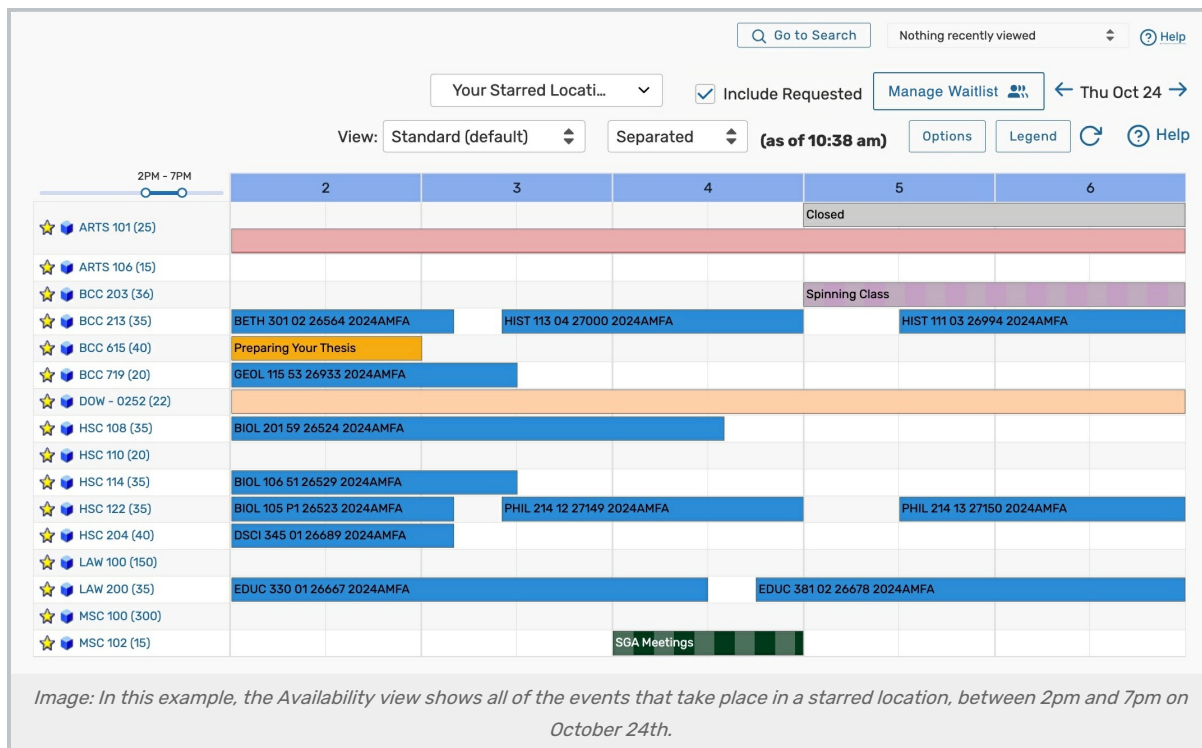 Go to Search Nothing recently viewed Help
Your Starred Locati... Include Requested Manage Waitlist Thu Oct 24
View: Standard (default) Separated (as of 10:38 am) Options Legend Help
2PM - 7PM
2 3 4 5 6
Closed
ARTS 101 (25)
ARTS 106 (15)
BCC 203 (36) Spinning Class
BCC 213 (35) BETH 301 02 26564 2024AMFA HIST 113 04 27000 2024AMFA HIST 111 03 26994 2024AMFA
BCC 615 (40) Preparing Your Thesis
BCC 719 (20) GEOL 115 53 26933 2024AMFA
DOW - 0252 (22)
HSC 108 (35) BIOL 201 59 26524 2024AMFA
HSC 110 (20)
HSC 114 (35) BIOL 106 51 26529 2024AMFA
HSC 122 (35) BIOL 105 P1 26523 2024AMFA PHIL 214 12 27149 2024AMFA PHIL 214 13 27150 2024AMFA
HSC 204 (40) DSCI 345 01 26689 2024AMFA
LAW 100 (150)
LAW 200 (35) EDUC 330 01 26667 2024AMFA EDUC 381 02 26678 2024AMFA
MSC 100 (300)
MSC 102 (15) SGA Meetings
Image: In this example, the Availability view shows all of the events that take place in a starred location, between 2pm and 7pm on
October 24th.